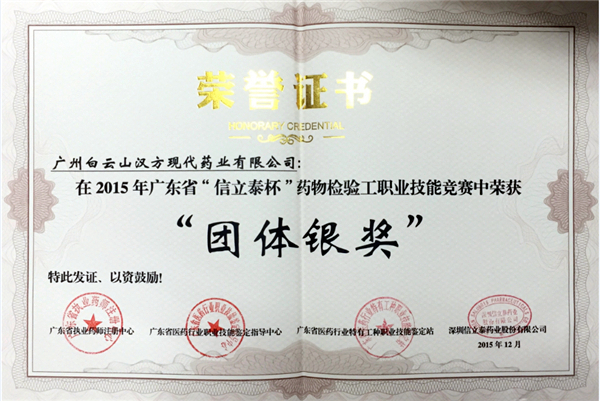 荣誉证书
HONORARY CREDENTIAL
广州白云山汉方现代药业有限公司:
在2015年广东省“信立泰杯”药物检验工职业技能竞赛中荣获
“团体银奖”
特此发证、以资鼓励!
广东省执业药师注册中心 广东省医药行业职业技能鉴定指导中心 广东省医药行业特有工种职业技能鉴定站 深圳信立泰药业股份有限公司
2015年12月